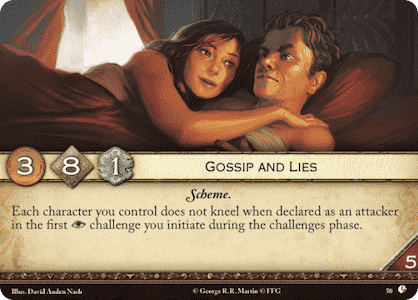 3 8 1 Gossip and Lies
Scheme.
Each character you control does not kneel when declared as an attacker
in the first challenge you initiate during the challenges phase.
5
Illus. David Auden Nash © George R.R. Martin © FFG 50